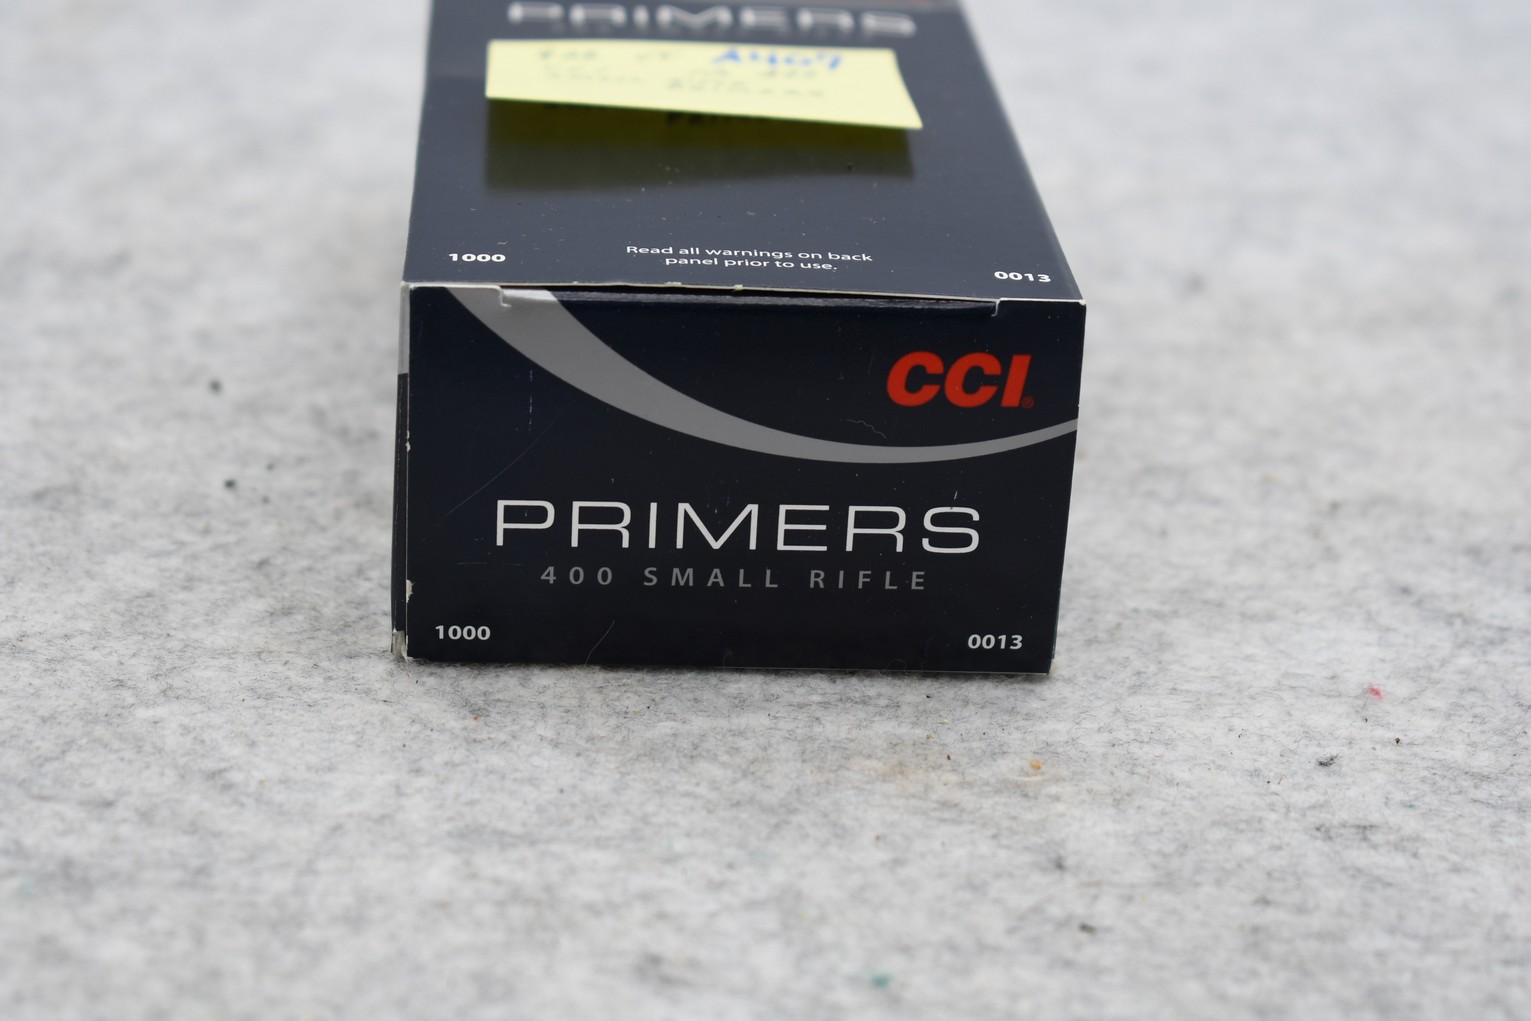 PRIMERS
A407
Read all warnings on back
panel prior to use.
1000
0013
CCI
PRIMERS
400 SMALL RIFLE
1000
0013